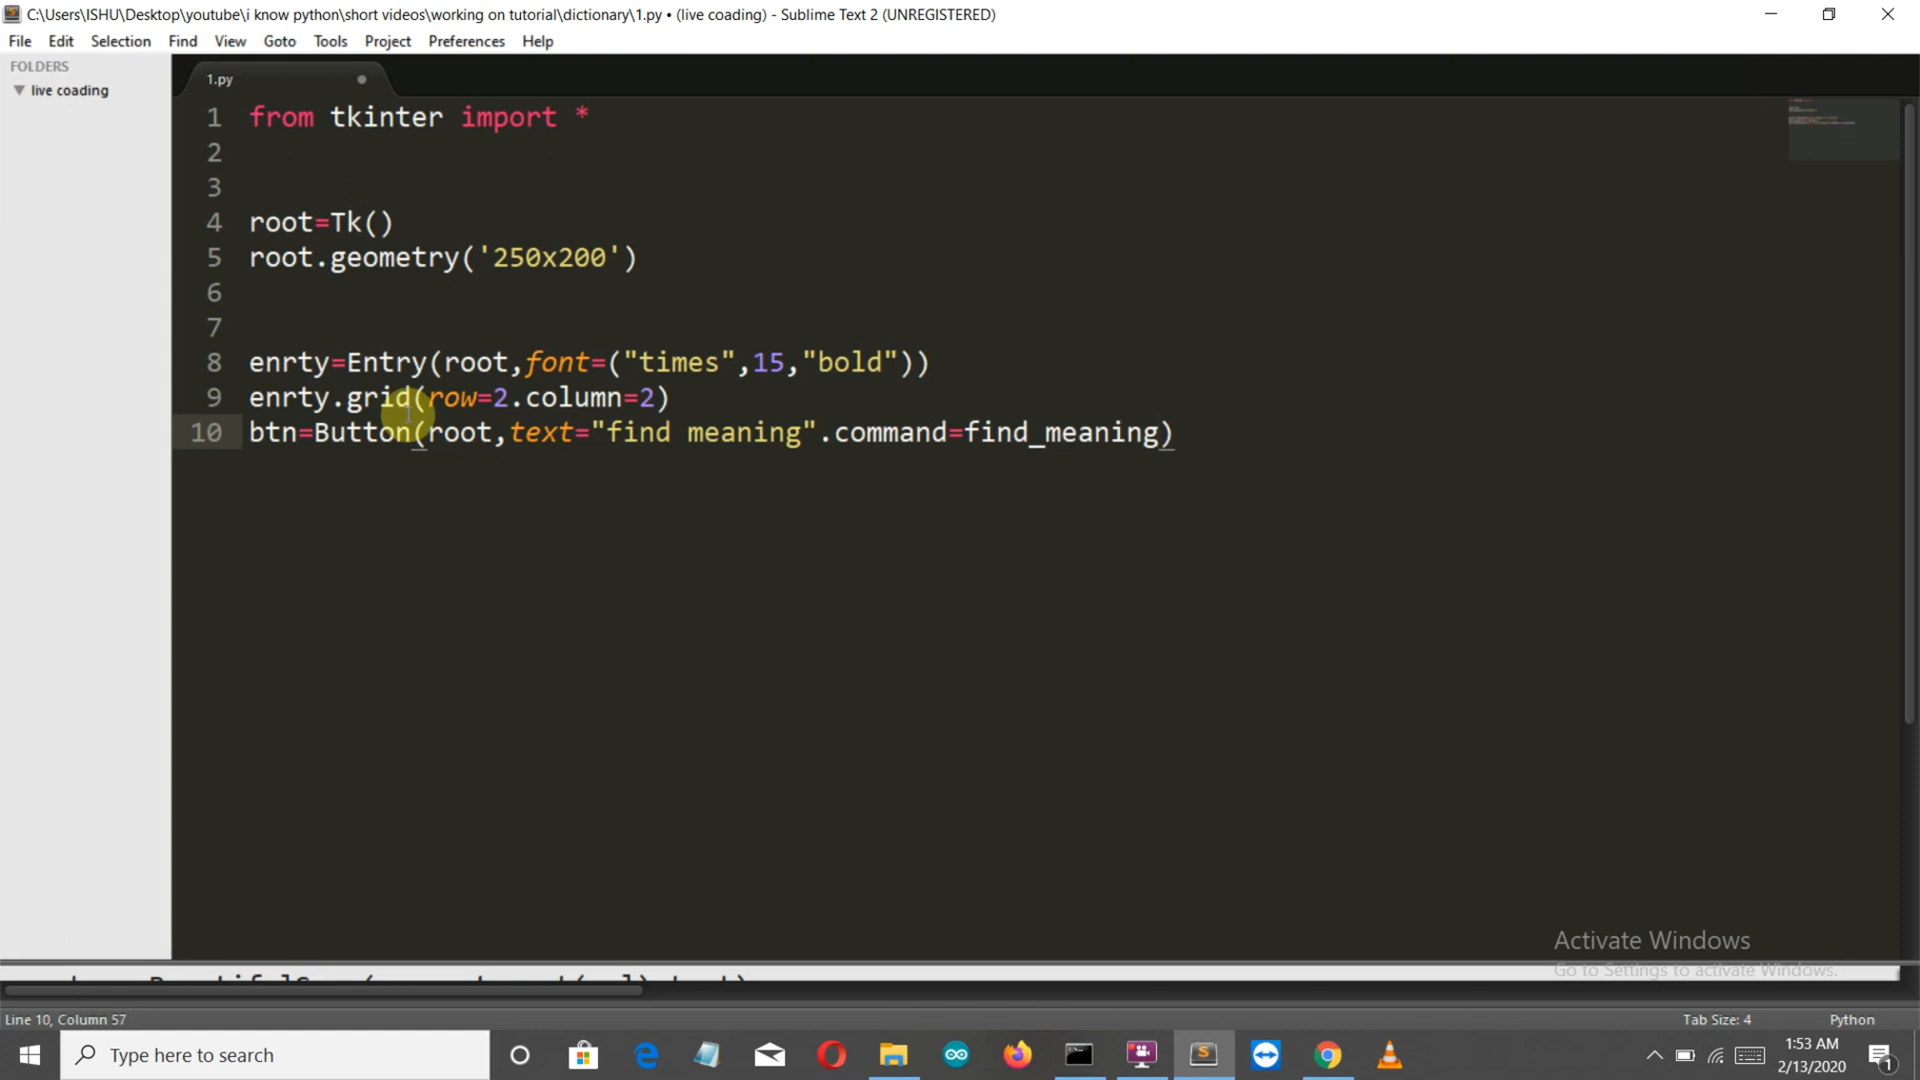 C:\Users\ISHU\Desktop\youtube\i know python\short videos\working on tutorial\dictionary\1.py • (live coading) - Sublime Text 2 (UNREGISTERED)
File Edit Selection Find View Goto Tools Project Preferences Help
FOLDERS
live coading
1.py
1 from tkinter import *
2
3
4 root=Tk()
5 root.geometry('250x200')
6
7
8 enrty=Entry(root,font=("times",15,"bold"))
9 enrty.grid(row=2.column=2)
10 btn=Button(root,text="find meaning".command=find_meaning)
Activate Windows
Go to Settings to activate Windows.
Line 10, Column 57
Tab Size: 4 Python
Type here to search
1:53 AM
2/13/2020
1